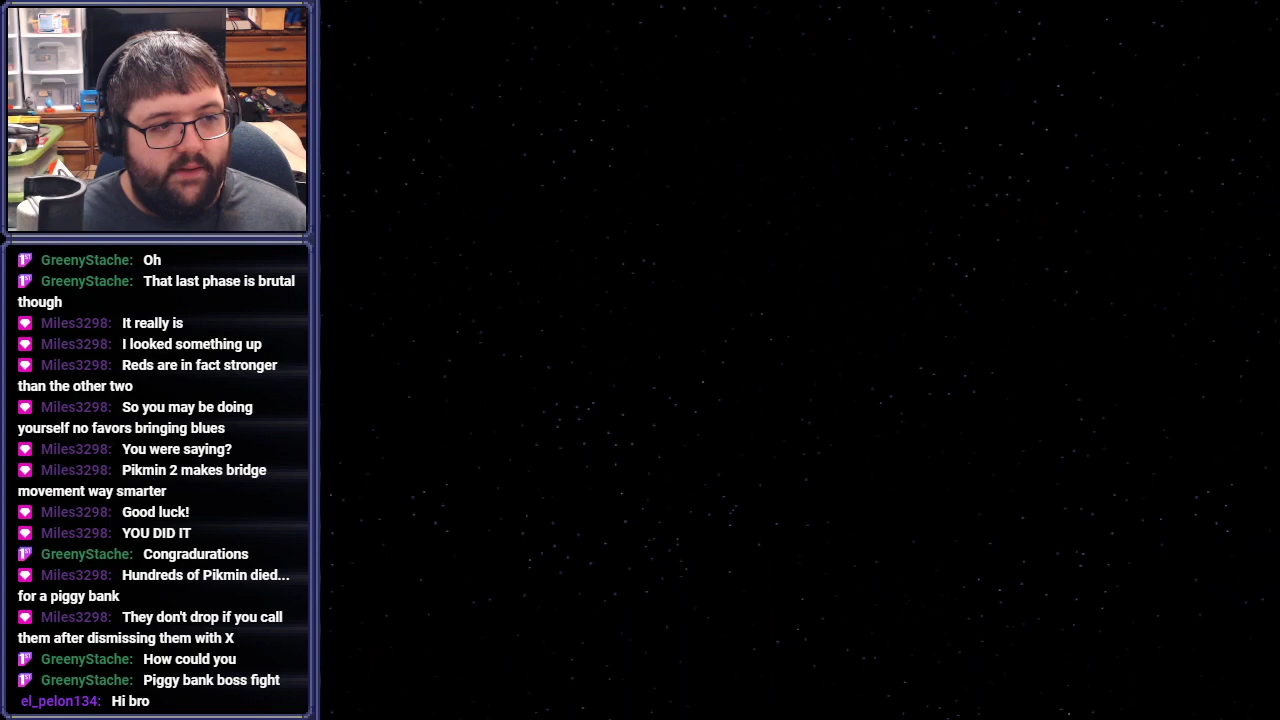 GreenyStache: Oh
GreenyStache: That last phase is brutal
though
Miles3298: It really is
Miles3298: I looked something up
Miles3298: Reds are in fact stronger
than the other two
Miles3298: So you may be doing
yourself no favors bringing blues
Miles3298: You were saying?
Miles3298: Pikmin 2 makes bridge
movement way smarter
Miles3298: Good luck!
Miles3298: YOU DID IT
GreenyStache: Congradurations
Miles3298: Hundreds of Pikmin died...
for a piggy bank
Miles3298: They don't drop if you call
them after dismissing them with X
GreenyStache: How could you
GreenyStache: Piggy bank boss fight
el_pelon134: Hi bro